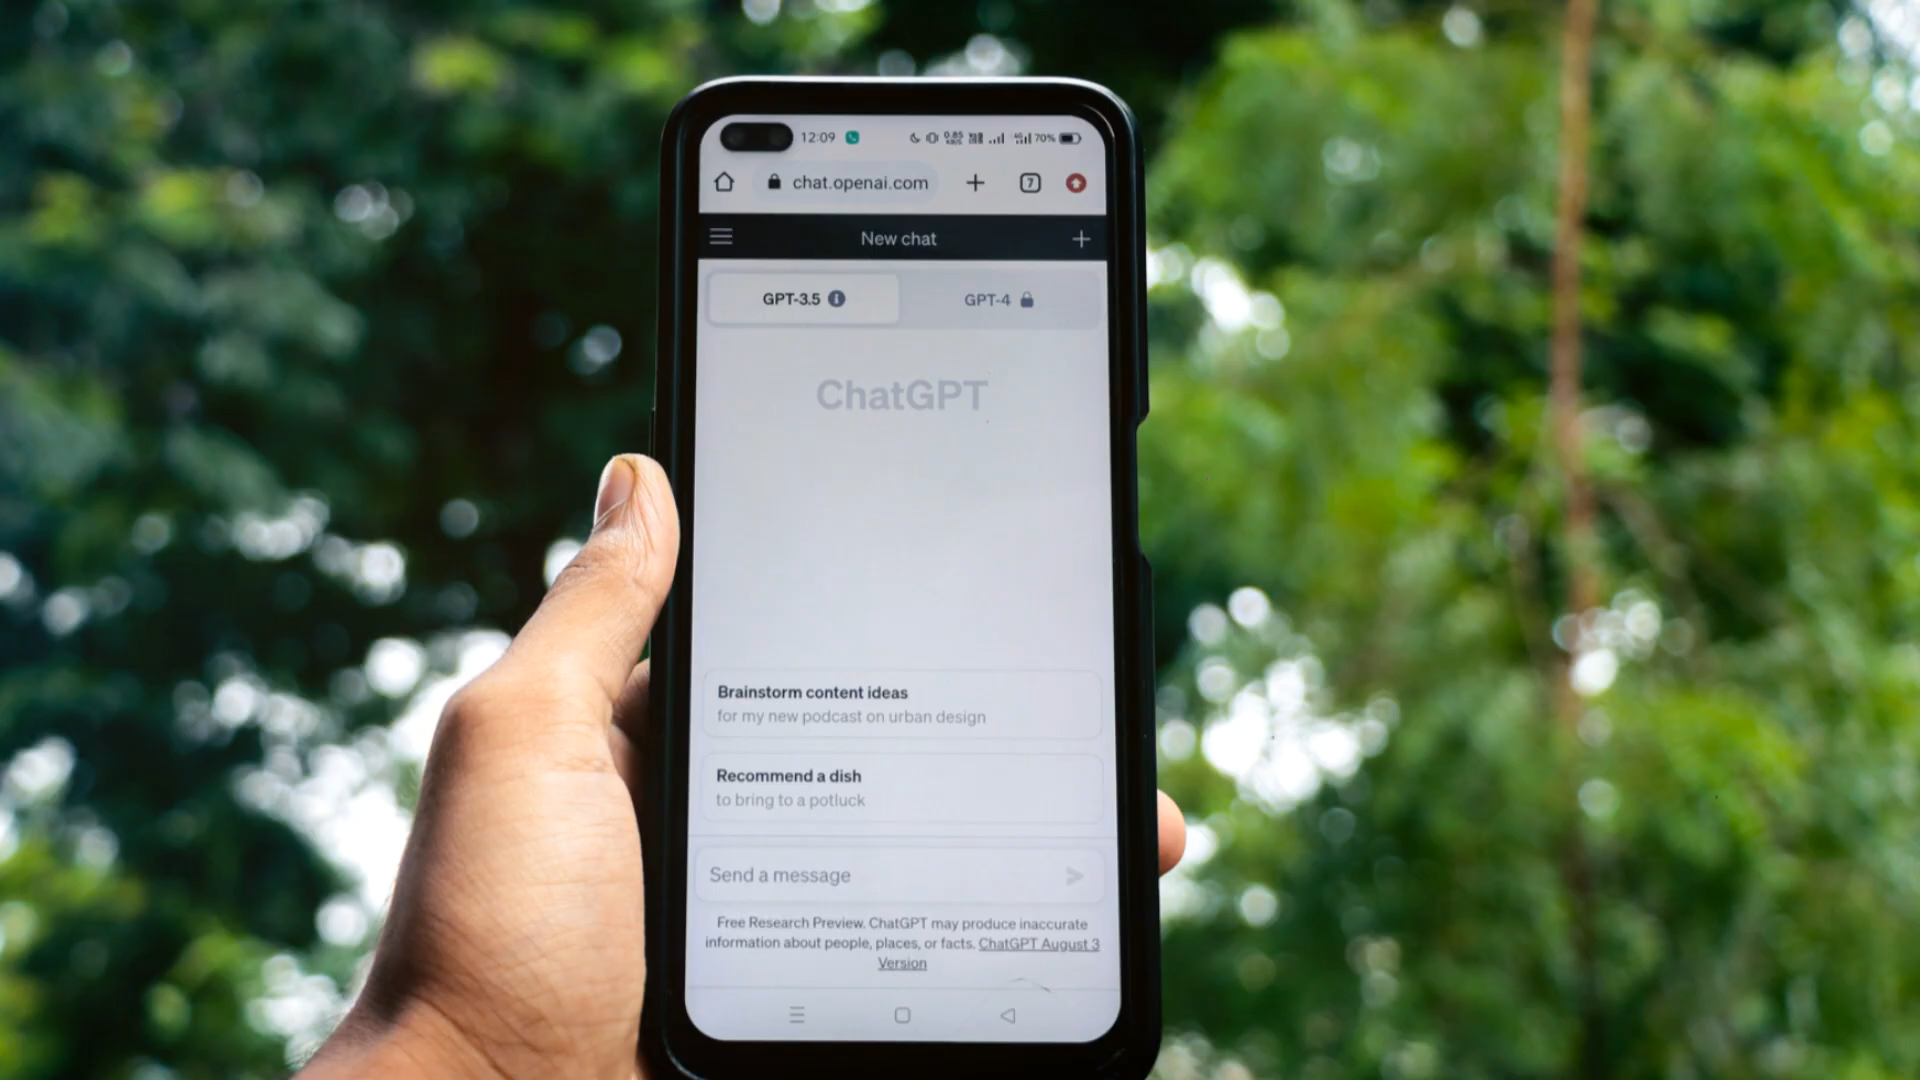 12:09 0.85 70%
chat.openai.com 7
New chat
GPT-3.5 GPT-4
ChatGPT
Brainstorm content ideas
for my new podcast on urban design
Recommend a dish
to bring to a potluck
Send a message
Free Research Preview. ChatGPT may produce inaccurate
information about people, places, or facts. ChatGPT August 3
Version